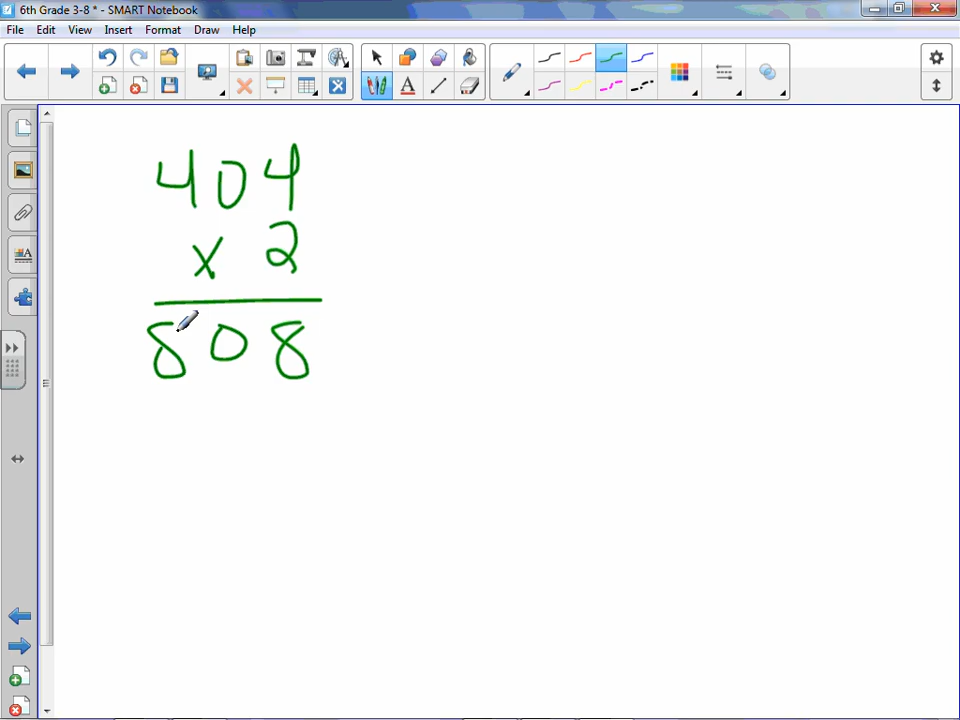 6th Grade 3-8 * - SMART Notebook
File Edit View Insert Format Draw Help
404
x 2
808